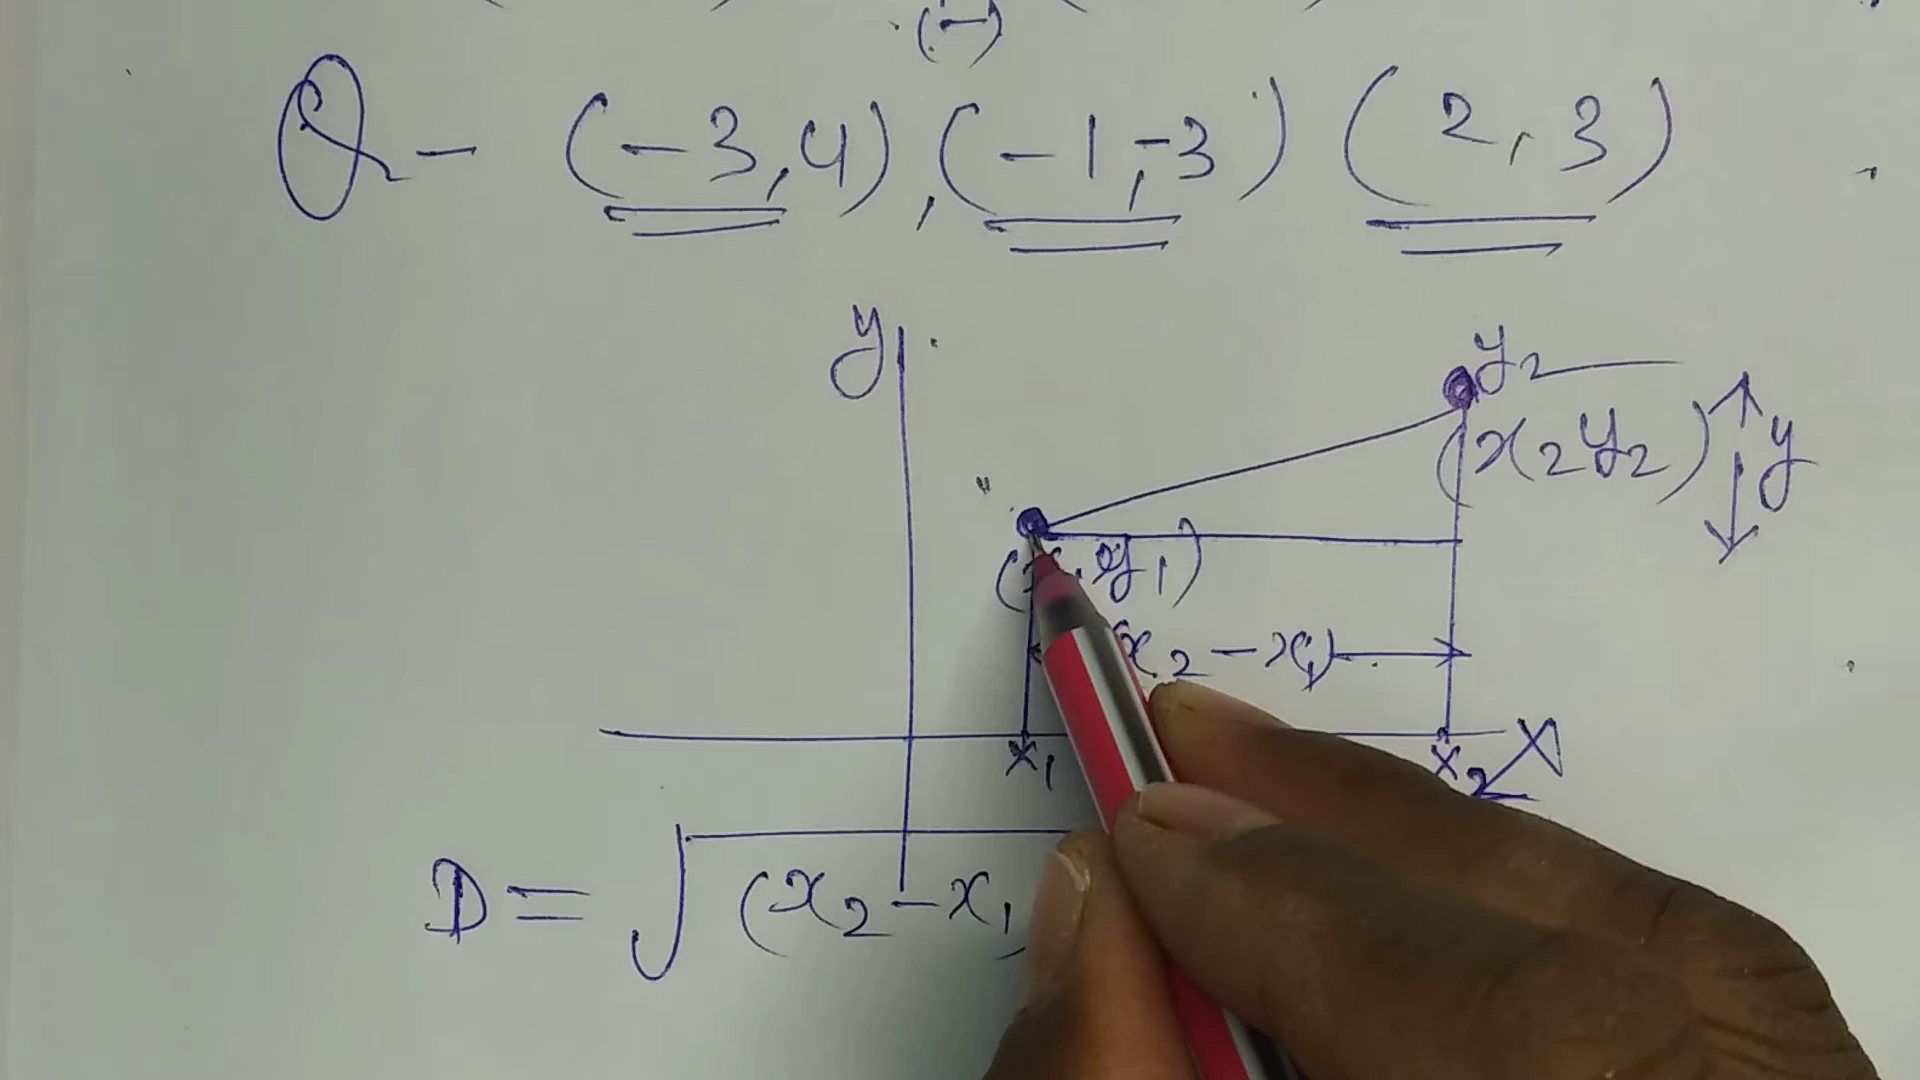 (-)
Q- (-3,4), (-1,-3) (2,3)
y
y2
(x2y2)
y
y1)
x2-x1)
x1
x2
X
D = √(x2-x1)